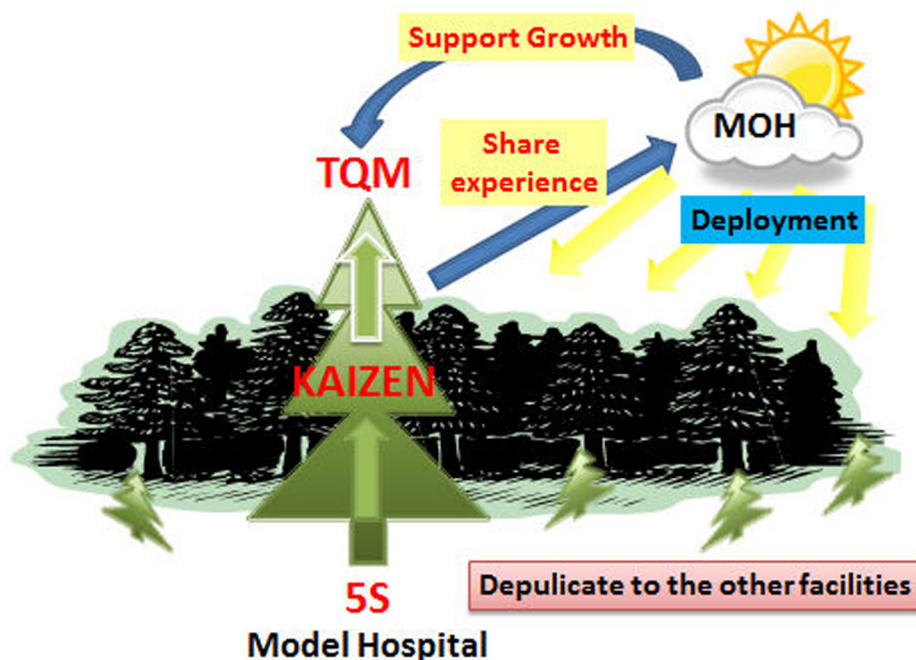 Support Growth
MOH
Share
experience
TQM
Deployment
KAIZEN
Depulicate to the other facilities
5S
Model Hospital